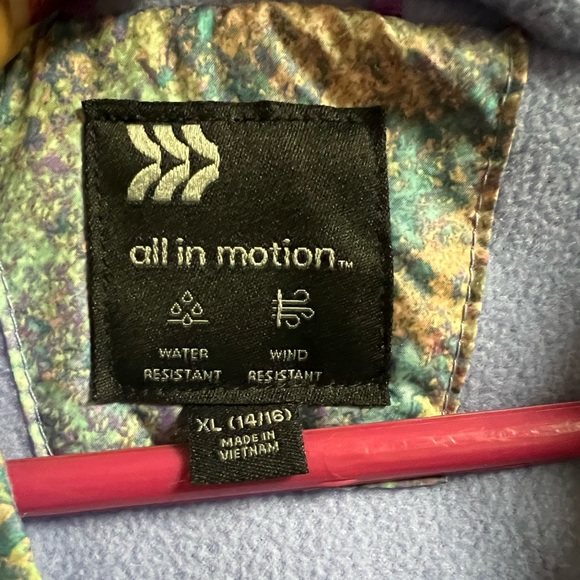 all in motion™
WATER RESISTANT
WIND RESISTANT
XL (14/16)
MADE IN
VIETNAM